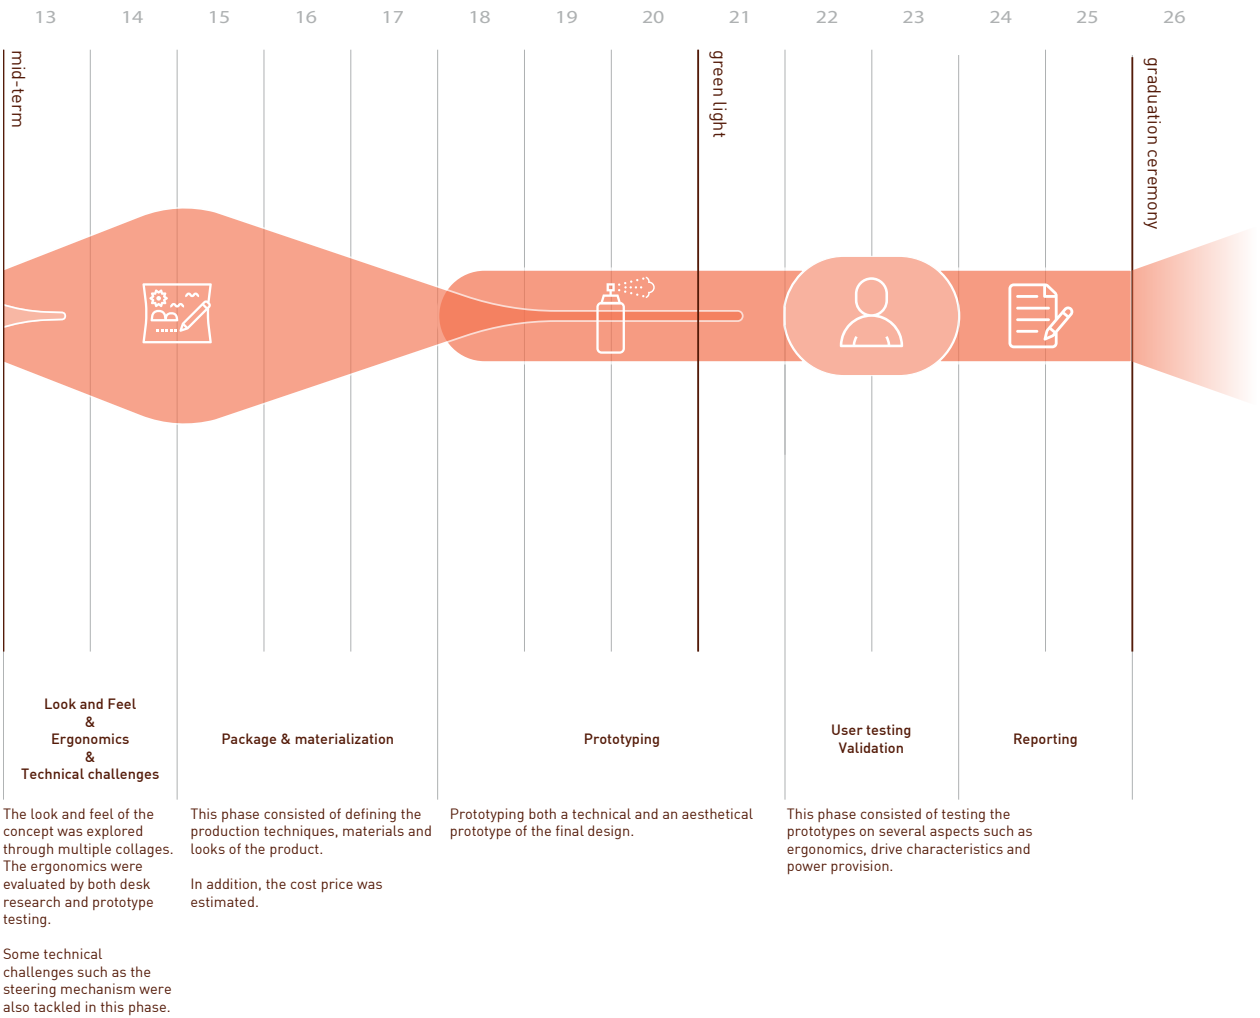 13 14 15 16 17 18 19 20 21 22 23 24 25 26
mid-term
green light
graduation ceremony
Look and Feel
&
Ergonomics
&
Technical challenges
Package & materialization
Prototyping
User testing
Validation
Reporting
The look and feel of the
concept was explored
through multiple collages.
The ergonomics were
evaluated by both desk
research and prototype
testing.
Some technical
challenges such as the
steering mechanism were
also tackled in this phase.
This phase consisted of defining the
production techniques, materials and
looks of the product.
In addition, the cost price was
estimated.
Prototyping both a technical and an aesthetical
prototype of the final design.
This phase consisted of testing the
prototypes on several aspects such as
ergonomics, drive characteristics and
power provision.